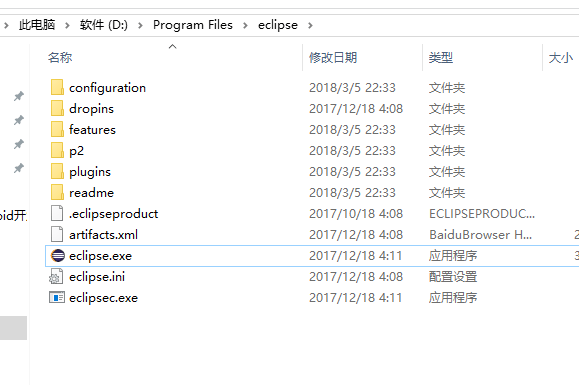 此电脑 › 软件 (D:) › Program Files › eclipse ›
名称 修改日期 类型 大小
configuration 2018/3/5 22:33 文件夹
dropins 2017/12/18 4:08 文件夹
features 2018/3/5 22:33 文件夹
p2 2018/3/5 22:33 文件夹
plugins 2018/3/5 22:33 文件夹
readme 2018/3/5 22:33 文件夹
.eclipseproduct 2017/10/18 4:08 ECLIPSEPRODUC...
artifacts.xml 2017/12/18 4:08 BaiduBrowser H... 2
eclipse.exe 2017/12/18 4:11 应用程序 3
eclipse.ini 2017/12/18 4:08 配置设置
eclipsec.exe 2017/12/18 4:11 应用程序
oid开